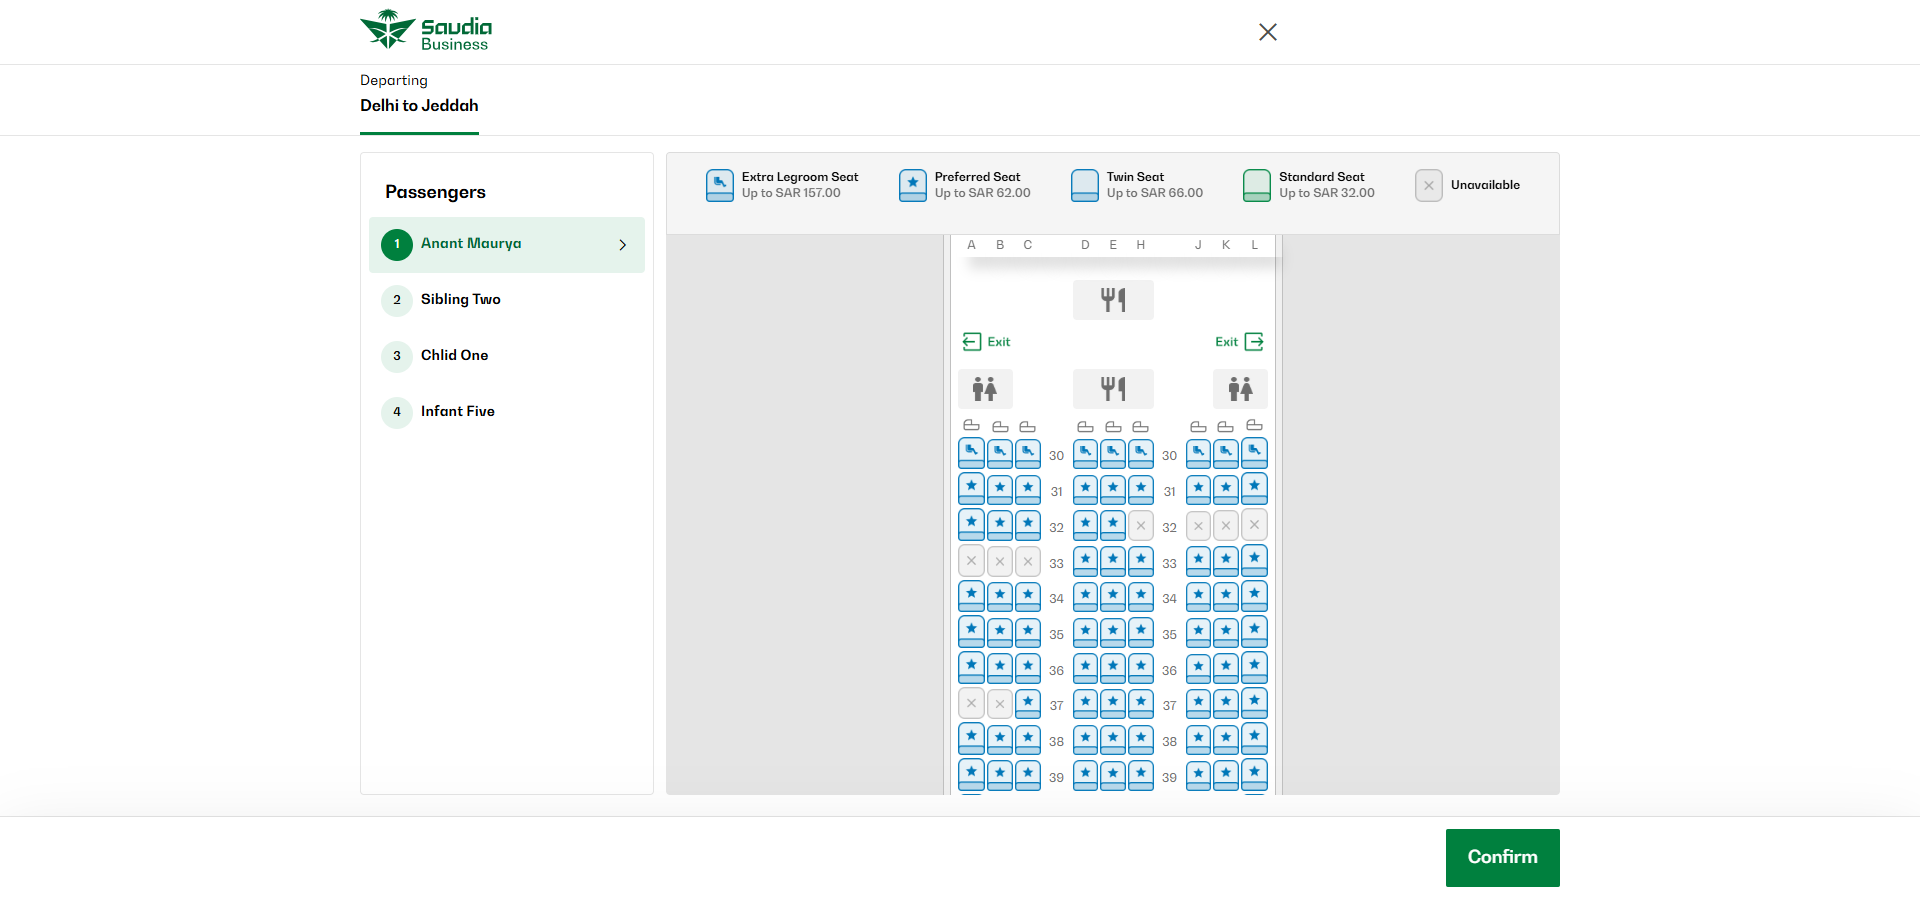 Saudia
Business
Departing
Delhi to Jeddah
Passengers
1 Anant Maurya
2 Sibling Two
3 Chlid One
4 Infant Five
Extra Legroom Seat
Up to SAR 157.00
Preferred Seat
Up to SAR 62.00
Twin Seat
Up to SAR 66.00
Standard Seat
Up to SAR 32.00
Unavailable
A B C D E H J K L
Exit Exit
30 30
31 31
32 32
33 33
34 34
35 35
36 36
37 37
38 38
39 39
Confirm